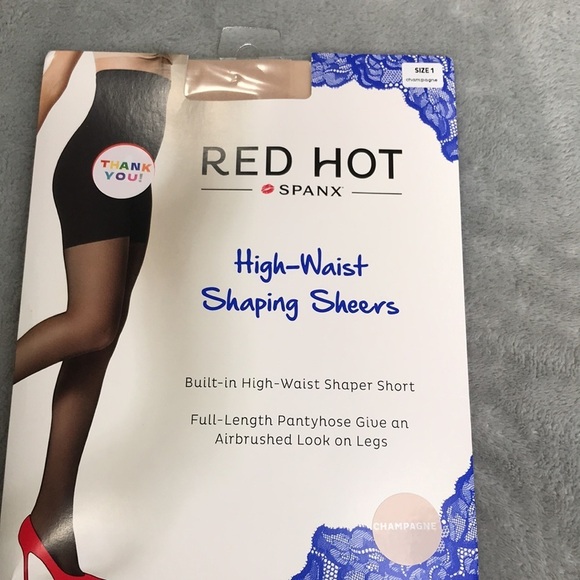 SIZE 1
champagne
THANK
YOU!
RED HOT
SPANX
High-Waist
Shaping Sheers
Built-in High-Waist Shaper Short
Full-Length Pantyhose Give an
Airbrushed Look on Legs
CHAMPAGNE